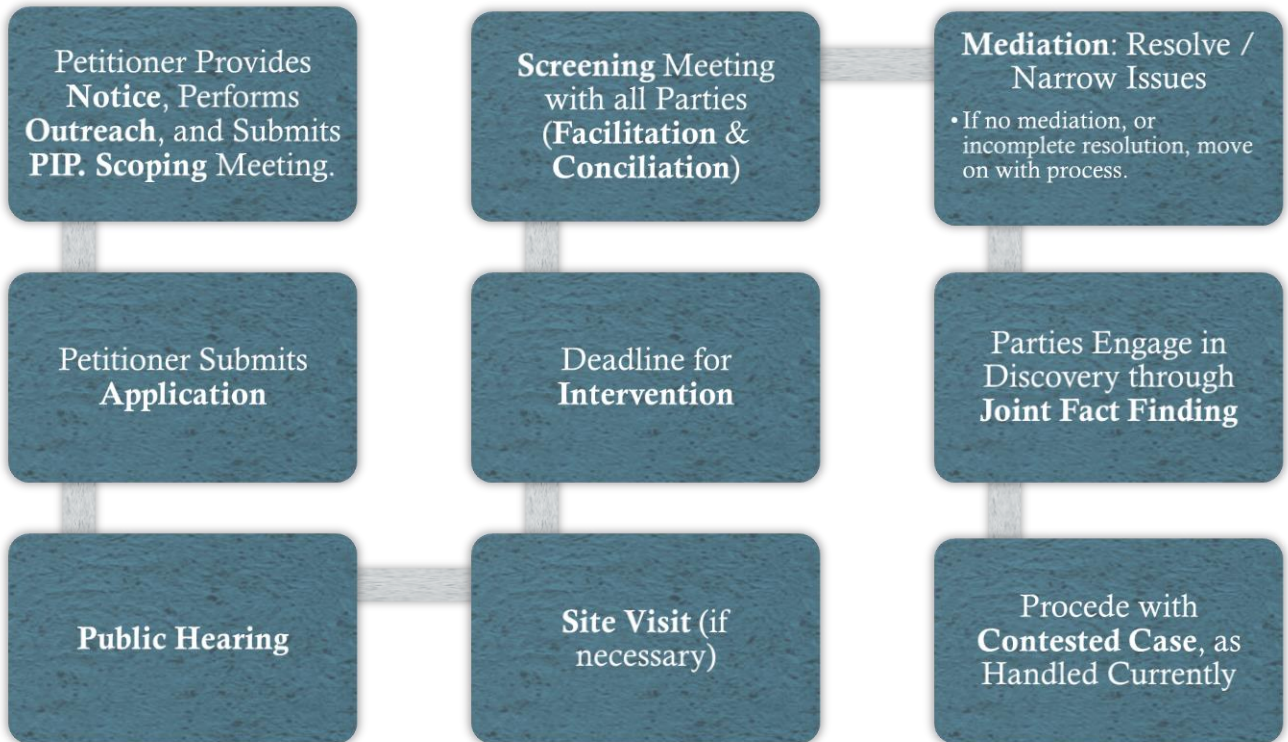 Petitioner Provides
Notice, Performs
Outreach, and Submits
PIP. Scoping Meeting.
Petitioner Submits
Application
Public Hearing
Site Visit (if
necessary)
Deadline for
Intervention
Screening Meeting
with all Parties
(Facilitation &
Conciliation)
Mediation: Resolve /
Narrow Issues
• If no mediation, or
incomplete resolution, move
on with process.
Parties Engage in
Discovery through
Joint Fact Finding
Procede with
Contested Case, as
Handled Currently